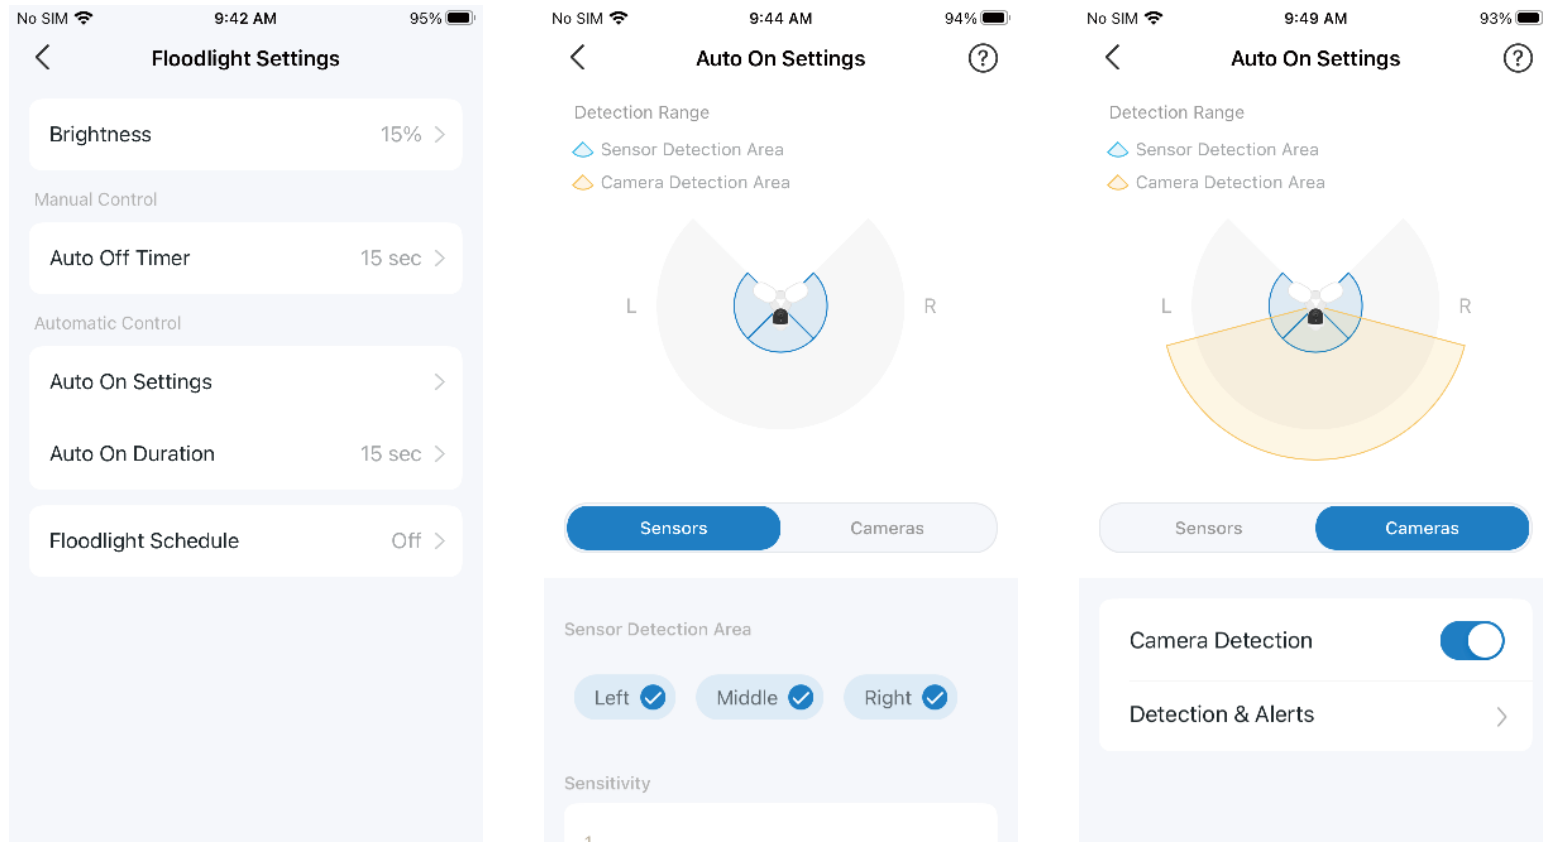 No SIM 9:42 AM 95%
Floodlight Settings
Brightness 15%
Manual Control
Auto Off Timer 15 sec
Automatic Control
Auto On Settings
Auto On Duration 15 sec
Floodlight Schedule Off
No SIM 9:44 AM 94%
Auto On Settings ?
Detection Range
Sensor Detection Area
Camera Detection Area
L R
Sensors Cameras
Sensor Detection Area
Left Middle Right
Sensitivity
1
No SIM 9:49 AM 93%
Auto On Settings ?
Detection Range
Sensor Detection Area
Camera Detection Area
L R
Sensors Cameras
Camera Detection
Detection & Alerts